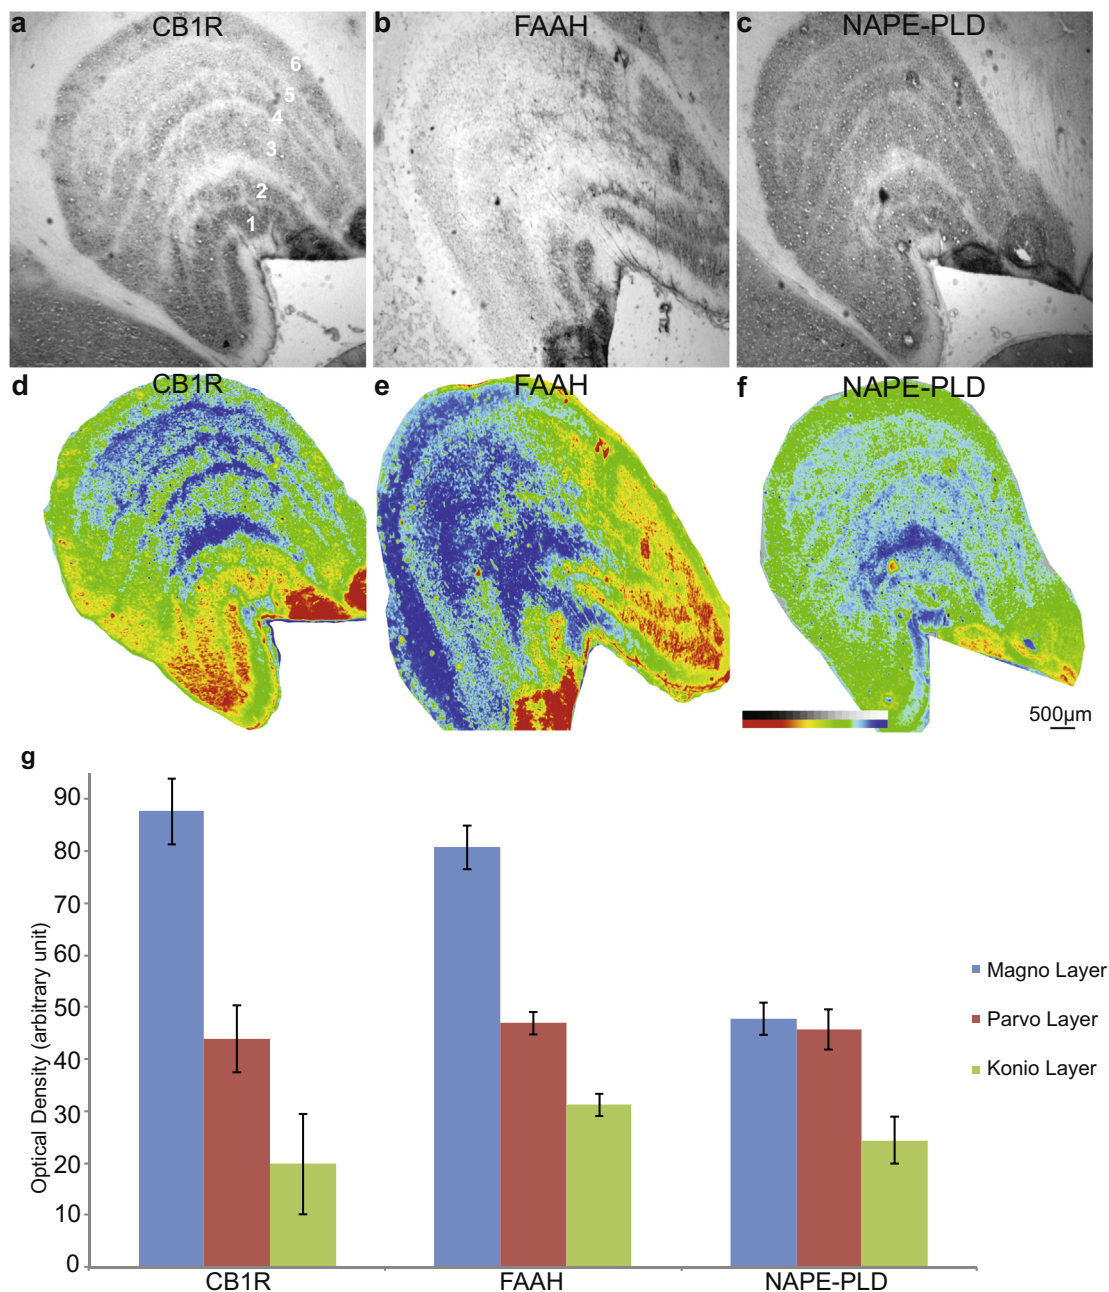 a CB1R
b FAAH
c NAPE-PLD
6
5
4
3
2
1
d CB1R
e FAAH
f NAPE-PLD
500µm
g
90
80
70
60
50
40
30
20
10
0
Optical Density (arbitrary unit)
CB1R
FAAH
NAPE-PLD
Magno Layer
Parvo Layer
Konio Layer